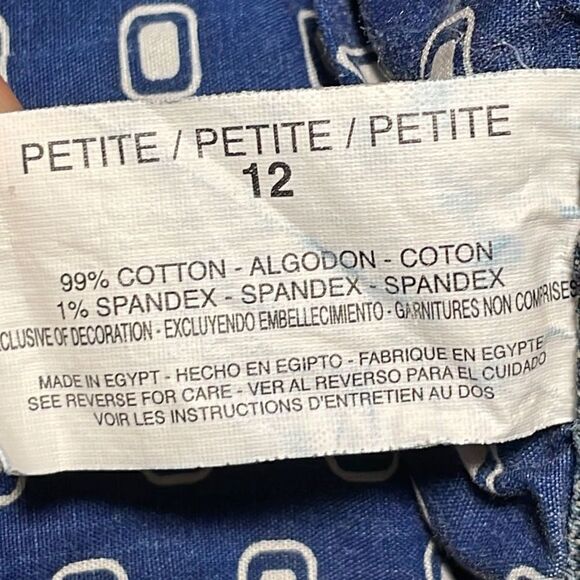 PETITE / PETITE / PETITE
12
99% COTTON - ALGODON - COTON
1% SPANDEX - SPANDEX - SPANDEX
CLUSIVE OF DECORATION - EXCLUYENDO EMBELLECIMIENTO - GARNITURES NON COMPRISES
MADE IN EGYPT - HECHO EN EGIPTO - FABRIQUE EN EGYPTE
SEE REVERSE FOR CARE - VER AL REVERSO PARA EL CUIDADO
VOIR LES INSTRUCTIONS D'ENTRETIEN AU DOS